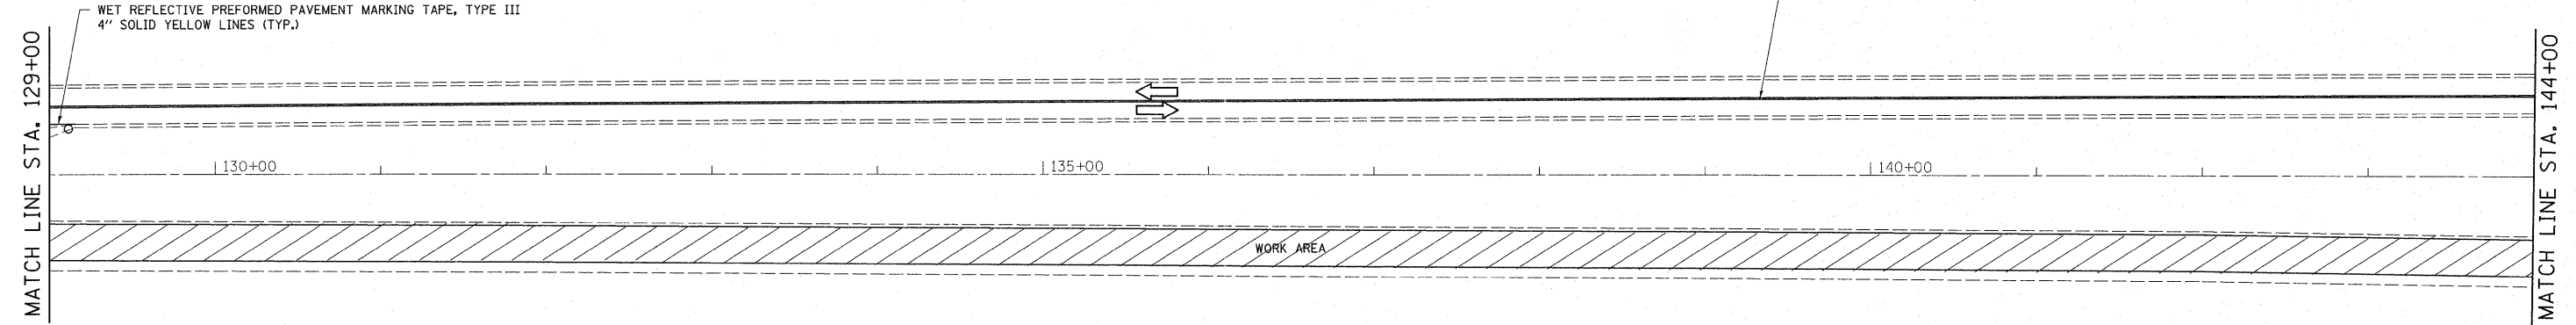 WET REFLECTIVE PREFORMED PAVEMENT MARKING TAPE, TYPE III
4" SOLID YELLOW LINES (TYP.)
MATCH LINE STA. 129+00
130+00
135+00
140+00
WORK AREA
MATCH LINE STA. 144+00